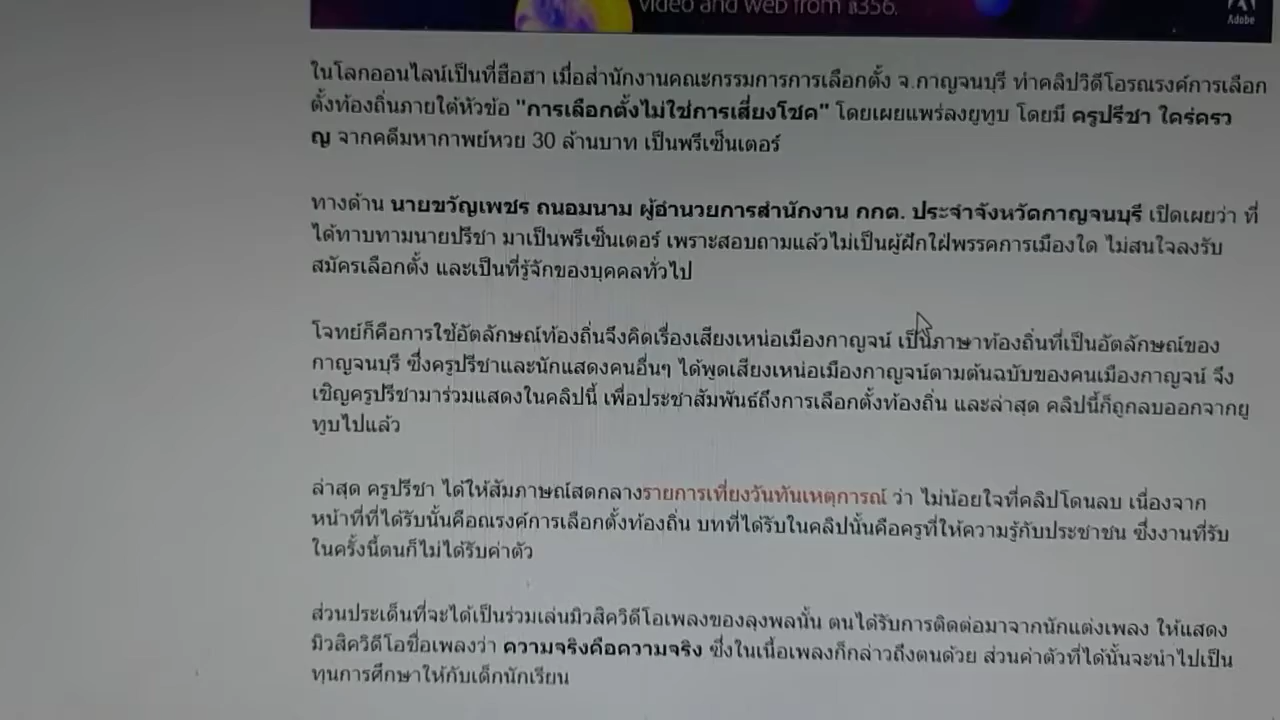 video and web from ฿356.
Adobe
ในโลกออนไลน์เป็นที่ฮือฮา เมื่อสำนักงานคณะกรรมการการเลือกตั้ง จ.กาญจนบุรี ทำคลิปวิดีโอรณรงค์การเลือก
ตั้งท้องถิ่นภายใต้หัวข้อ "การเลือกตั้งไม่ใช่การเสี่ยงโชค" โดยเผยแพร่ลงยูทูบ โดยมี ครูปรีชา ใคร่ครว
ญ จากคดีมหากาพย์หวย 30 ล้านบาท เป็นพรีเซ็นเตอร์
ทางด้าน นายขวัญเพชร ถนอมนาม ผู้อำนวยการสำนักงาน กกต. ประจำจังหวัดกาญจนบุรี เปิดเผยว่า ที่
ได้ทาบทามนายปรีชา มาเป็นพรีเซ็นเตอร์ เพราะสอบถามแล้วไม่เป็นผู้ฝักใฝ่พรรคการเมืองใด ไม่สนใจลงรับ
สมัครเลือกตั้ง และเป็นที่รู้จักของบุคคลทั่วไป
โจทย์ก็คือการใช้อัตลักษณ์ท้องถิ่นจึงคิดเรื่องเสียงเหน่อเมืองกาญจน์ เป็นภาษาท้องถิ่นที่เป็นอัตลักษณ์ของ
กาญจนบุรี ซึ่งครูปรีชาและนักแสดงคนอื่นๆ ได้พูดเสียงเหน่อเมืองกาญจน์ตามต้นฉบับของคนเมืองกาญจน์ จึง
เชิญครูปรีชามาร่วมแสดงในคลิปนี้ เพื่อประชาสัมพันธ์ถึงการเลือกตั้งท้องถิ่น และล่าสุด คลิปนี้ก็ถูกลบออกจากยู
ทูบไปแล้ว
ล่าสุด ครูปรีชา ได้ให้สัมภาษณ์สดกลางรายการเที่ยงวันทันเหตุการณ์ ว่า ไม่น้อยใจที่คลิปโดนลบ เนื่องจาก
หน้าที่ที่ได้รับนั้นคือณรงค์การเลือกตั้งท้องถิ่น บทที่ได้รับในคลิปนั้นคือครูที่ให้ความรู้กับประชาชน ซึ่งงานที่รับ
ในครั้งนี้ตนก็ไม่ได้รับค่าตัว
ส่วนประเด็นที่จะได้เป็นร่วมเล่นมิวสิควิดีโอเพลงของลุงพลนั้น ตนได้รับการติดต่อมาจากนักแต่งเพลง ให้แสดง
มิวสิควิดีโอชื่อเพลงว่า ความจริงคือความจริง ซึ่งในเนื้อเพลงก็กล่าวถึงตนด้วย ส่วนค่าตัวที่ได้นั้นจะนำไปเป็น
ทุนการศึกษาให้กับเด็กนักเรียน